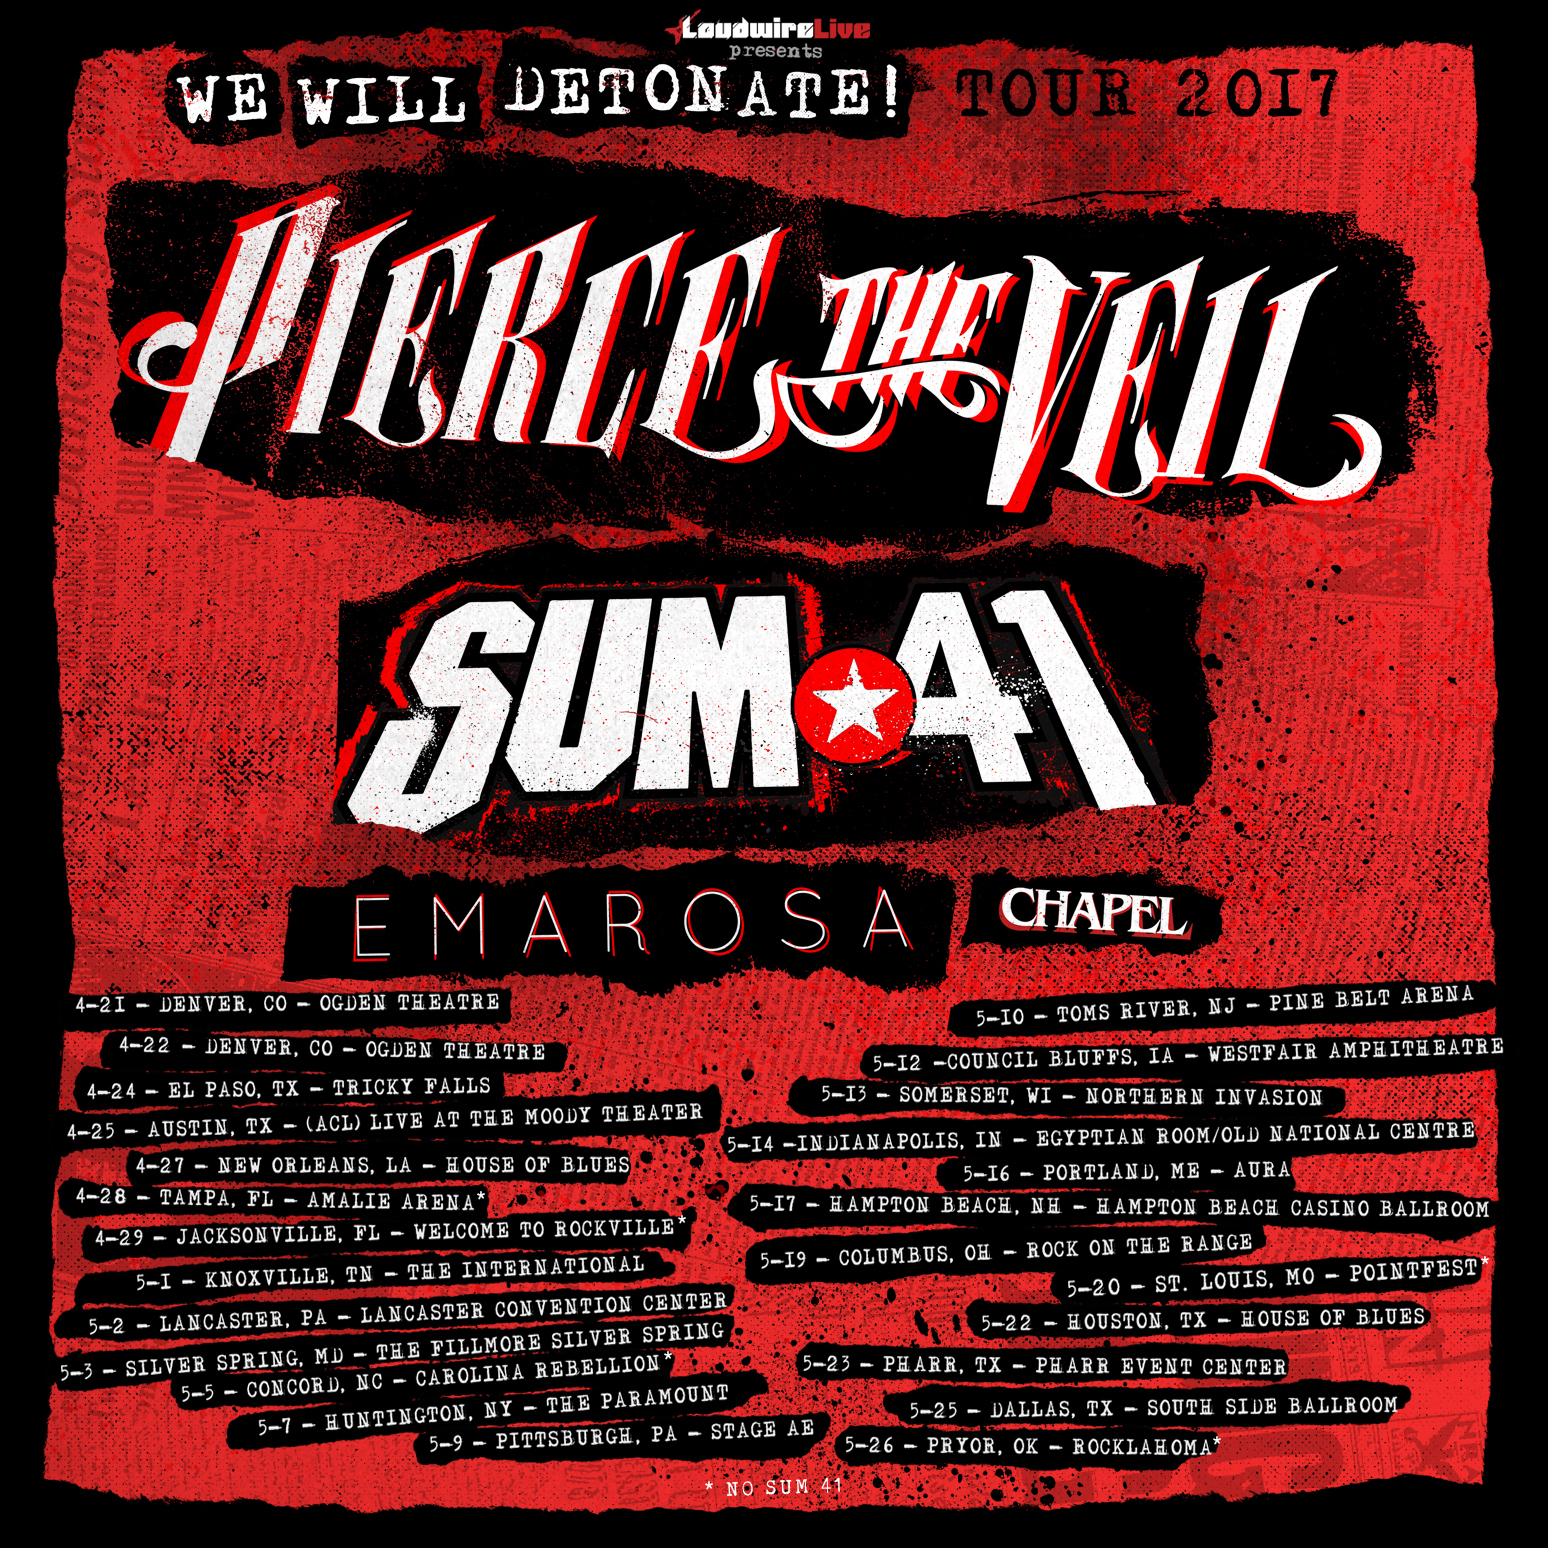 LoudwireLive
presents
WE WILL DETONATE! TOUR 2017
PIERCE THE VEIL
SUM 41
EMAROSA CHAPEL
4-21 – DENVER, CO – OGDEN THEATRE
4-22 – DENVER, CO – OGDEN THEATRE
4-24 – EL PASO, TX – TRICKY FALLS
4-25 – AUSTIN, TX – (ACL) LIVE AT THE MOODY THEATER
4-27 – NEW ORLEANS, LA – HOUSE OF BLUES
4-28 – TAMPA, FL – AMALIE ARENA*
4-29 – JACKSONVILLE, FL – WELCOME TO ROCKVILLE*
5-1 – KNOXVILLE, TN – THE INTERNATIONAL
5-2 – LANCASTER, PA – LANCASTER CONVENTION CENTER
5-3 – SILVER SPRING, MD – THE FILLMORE SILVER SPRING
5-5 – CONCORD, NC – CAROLINA REBELLION*
5-7 – HUNTINGTON, NY – THE PARAMOUNT
5-9 – PITTSBURGH, PA – STAGE AE
5-10 – TOMS RIVER, NJ – PINE BELT ARENA
5-12 –COUNCIL BLUFFS, IA – WESTFAIR AMPHITHEATRE
5-13 – SOMERSET, WI – NORTHERN INVASION
5-14 –INDIANAPOLIS, IN – EGYPTIAN ROOM/OLD NATIONAL CENTRE
5-16 – PORTLAND, ME – AURA
5-17 – HAMPTON BEACH, NH – HAMPTON BEACH CASINO BALLROOM
5-19 – COLUMBUS, OH – ROCK ON THE RANGE
5-20 – ST. LOUIS, MO – POINTFEST*
5-22 – HOUSTON, TX – HOUSE OF BLUES
5-23 – PHARR, TX – PHARR EVENT CENTER
5-25 – DALLAS, TX – SOUTH SIDE BALLROOM
5-26 – PRYOR, OK – ROCKLAHOMA*
* NO SUM 41